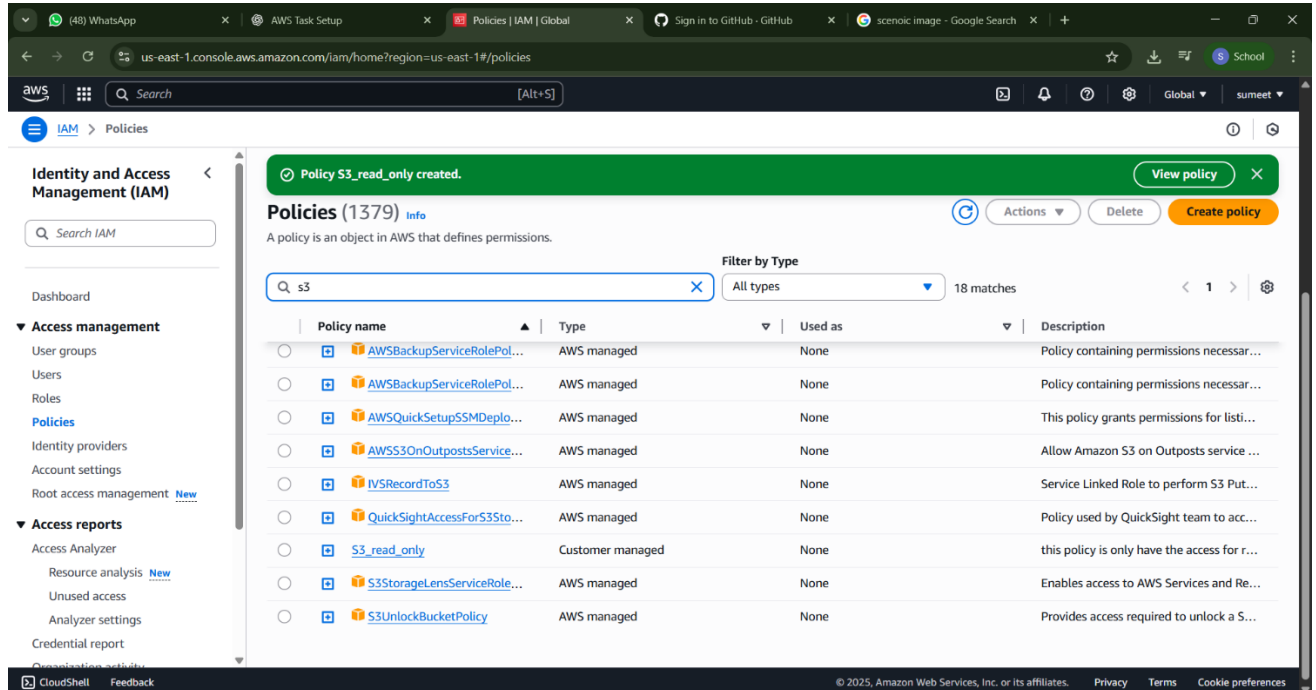 (48) WhatsApp
AWS Task Setup
Policies | IAM | Global
Sign in to GitHub · GitHub
scenoic image - Google Search
us-east-1.console.aws.amazon.com/iam/home?region=us-east-1#/policies
S School
aws
Search [Alt+S]
Global
sumeet
IAM > Policies
Identity and Access Management (IAM)
Search IAM
Dashboard
Access management
User groups
Users
Roles
Policies
Identity providers
Account settings
Root access management New
Access reports
Access Analyzer
Resource analysis New
Unused access
Analyzer settings
Credential report
Organization activity
Policy S3_read_only created.
View policy
Policies (1379) Info
Actions
Delete
Create policy
A policy is an object in AWS that defines permissions.
Filter by Type
s3
All types
18 matches
1
Policy name Type Used as Description
AWSBackupServiceRolePol... AWS managed None Policy containing permissions necessar...
AWSBackupServiceRolePol... AWS managed None Policy containing permissions necessar...
AWSQuickSetupSSMDeplo... AWS managed None This policy grants permissions for listi...
AWSS3OnOutpostsService... AWS managed None Allow Amazon S3 on Outposts service ...
IVSRecordToS3 AWS managed None Service Linked Role to perform S3 Put...
QuickSightAccessForS3Sto... AWS managed None Policy used by QuickSight team to acc...
S3_read_only Customer managed None this policy is only have the access for r...
S3StorageLensServiceRole... AWS managed None Enables access to AWS Services and Re...
S3UnlockBucketPolicy AWS managed None Provides access required to unlock a S...
CloudShell Feedback © 2025, Amazon Web Services, Inc. or its affiliates. Privacy Terms Cookie preferences